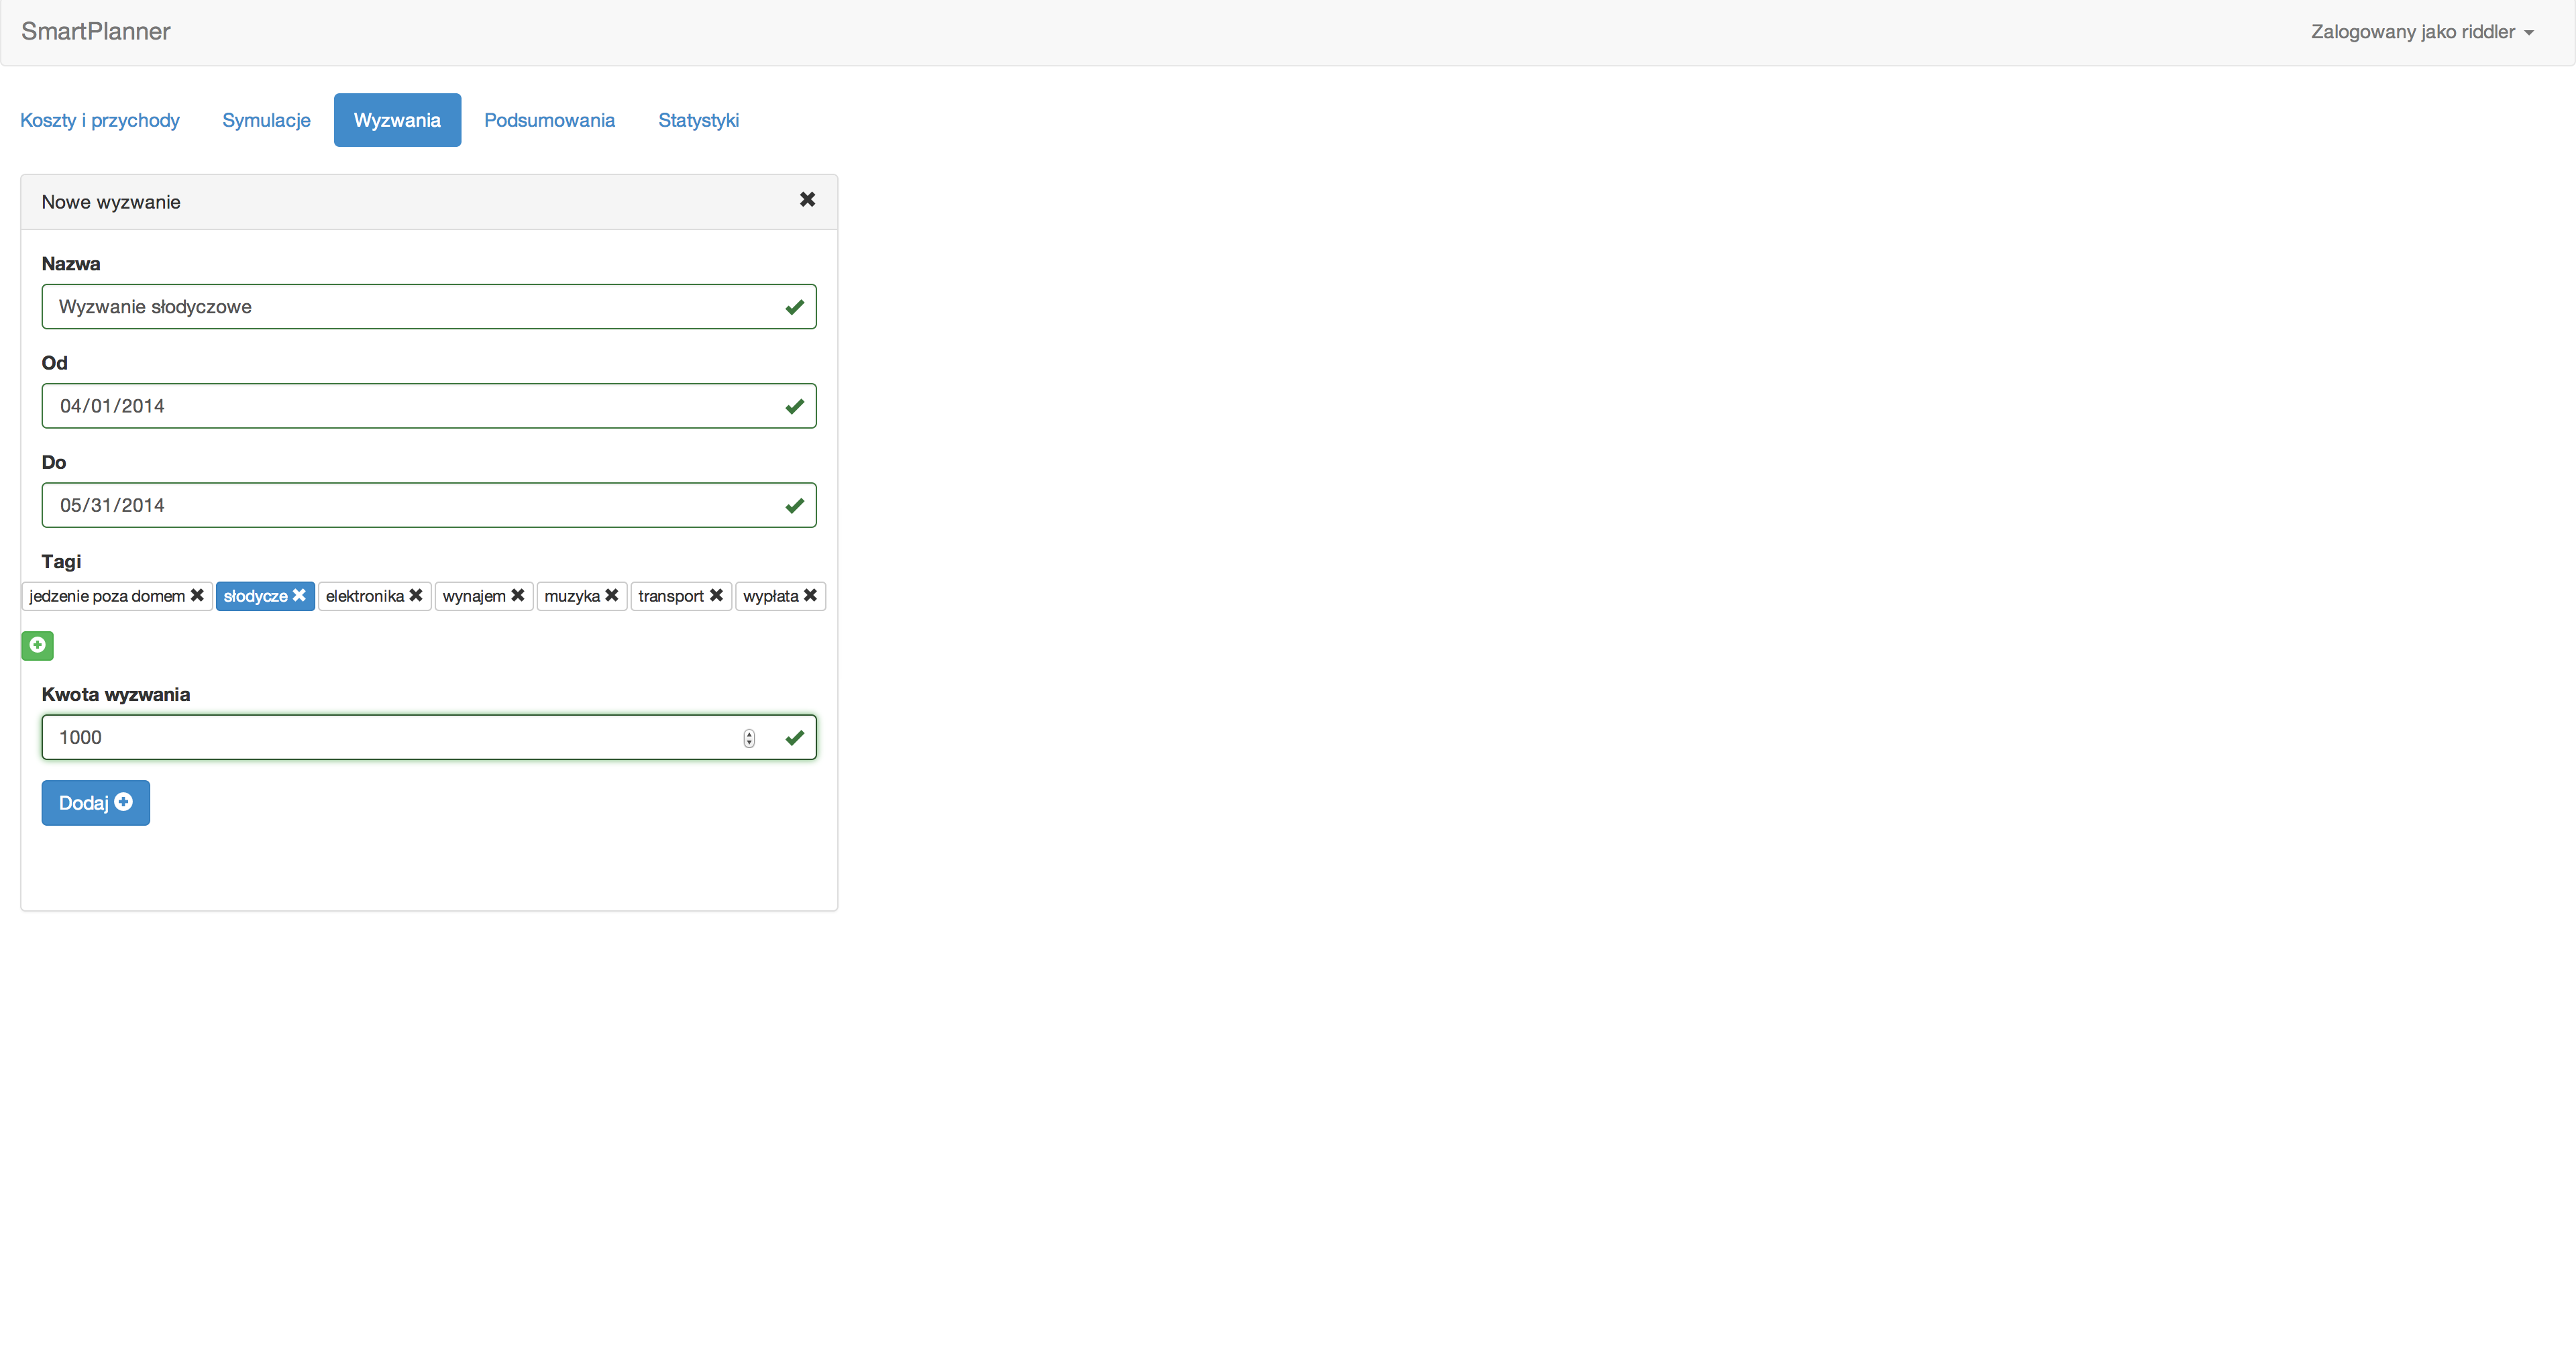 SmartPlanner
Zalogowany jako riddler
Koszty i przychody Symulacje Wyzwania Podsumowania Statystyki
Nowe wyzwanie
Nazwa
Wyzwanie słodyczowe
Od
04/01/2014
Do
05/31/2014
Tagi
jedzenie poza domem słodycze elektronika wynajem muzyka transport wypłata
Kwota wyzwania
1000
Dodaj